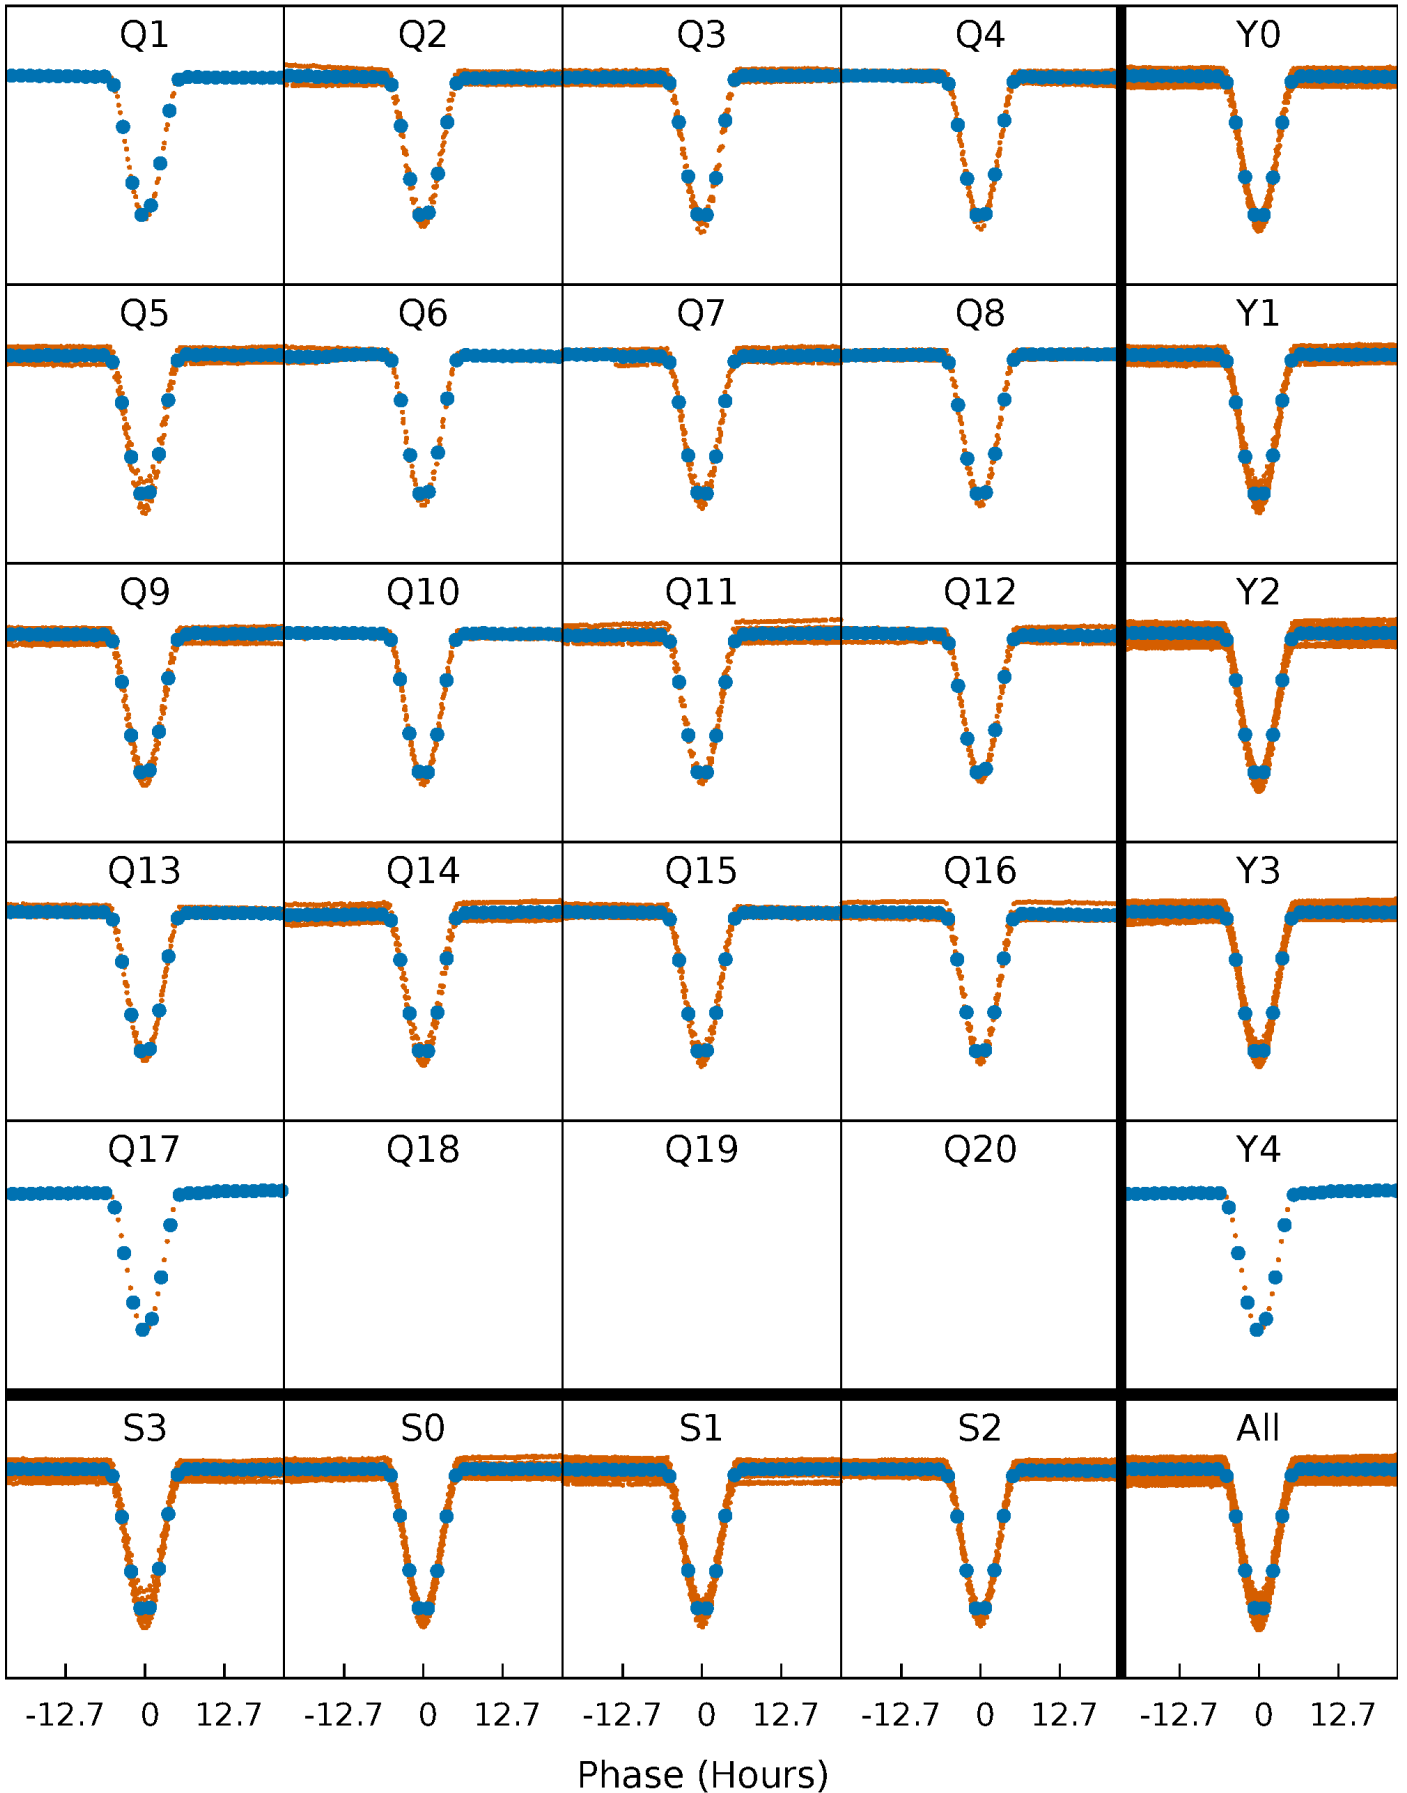 Q1 Q2 Q3 Q4 Y0
Q5 Q6 Q7 Q8 Y1
Q9 Q10 Q11 Q12 Y2
Q13 Q14 Q15 Q16 Y3
Q17 Q18 Q19 Q20 Y4
S3 S0 S1 S2 All
-12.7 0 12.7 -12.7 0 12.7 -12.7 0 12.7 -12.7 0 12.7 -12.7 0 12.7
Phase (Hours)